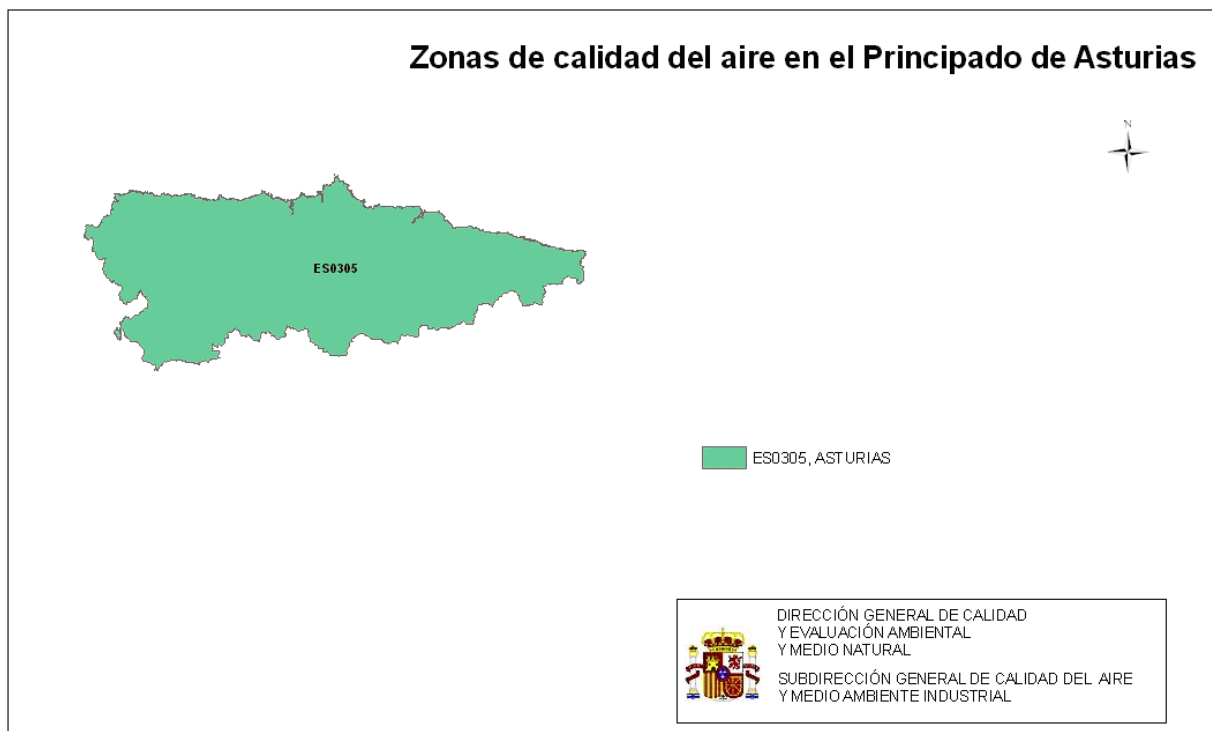 Zonas de calidad del aire en el Principado de Asturias
N
ES0305
ES0305, ASTURIAS
DIRECCIÓN GENERAL DE CALIDAD
Y EVALUACIÓN AMBIENTAL
Y MEDIO NATURAL
SUBDIRECCIÓN GENERAL DE CALIDAD DEL AIRE
Y MEDIO AMBIENTE INDUSTRIAL